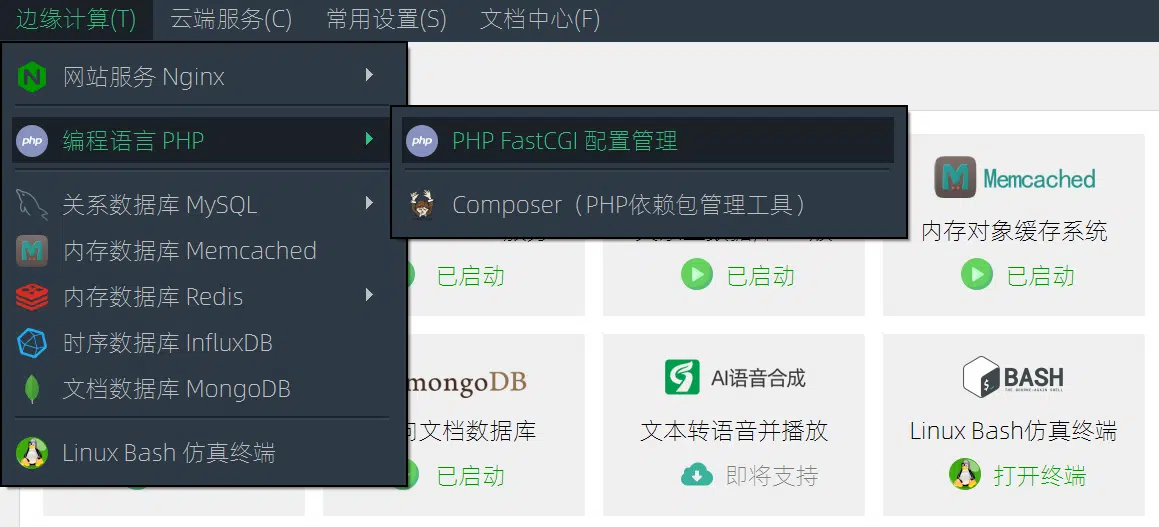 边缘计算(T) 云端服务(C) 常用设置(S) 文档中心(F)
网站服务 Nginx
php 编程语言 PHP
php PHP FastCGI 配置管理
关系数据库 MySQL
Composer（PHP依赖包管理工具）
内存数据库 Memcached
内存数据库 Redis
时序数据库 InfluxDB
文档数据库 MongoDB
Linux Bash 仿真终端
Memcached
内存对象缓存系统
已启动
已启动
已启动
mongoDB
文档数据库
已启动
AI语音合成
文本转语音并播放
即将支持
BASH
THE BOURNE-AGAIN SHELL
Linux Bash仿真终端
打开终端